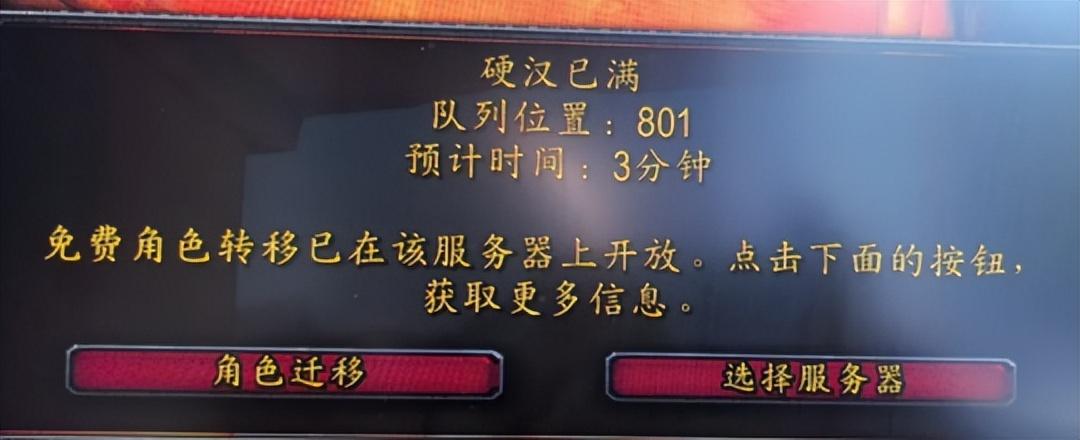 硬汉已满
队列位置：801
预计时间：3分钟
免费角色转移已在该服务器上开放。点击下面的按钮，
获取更多信息。
角色迁移
选择服务器